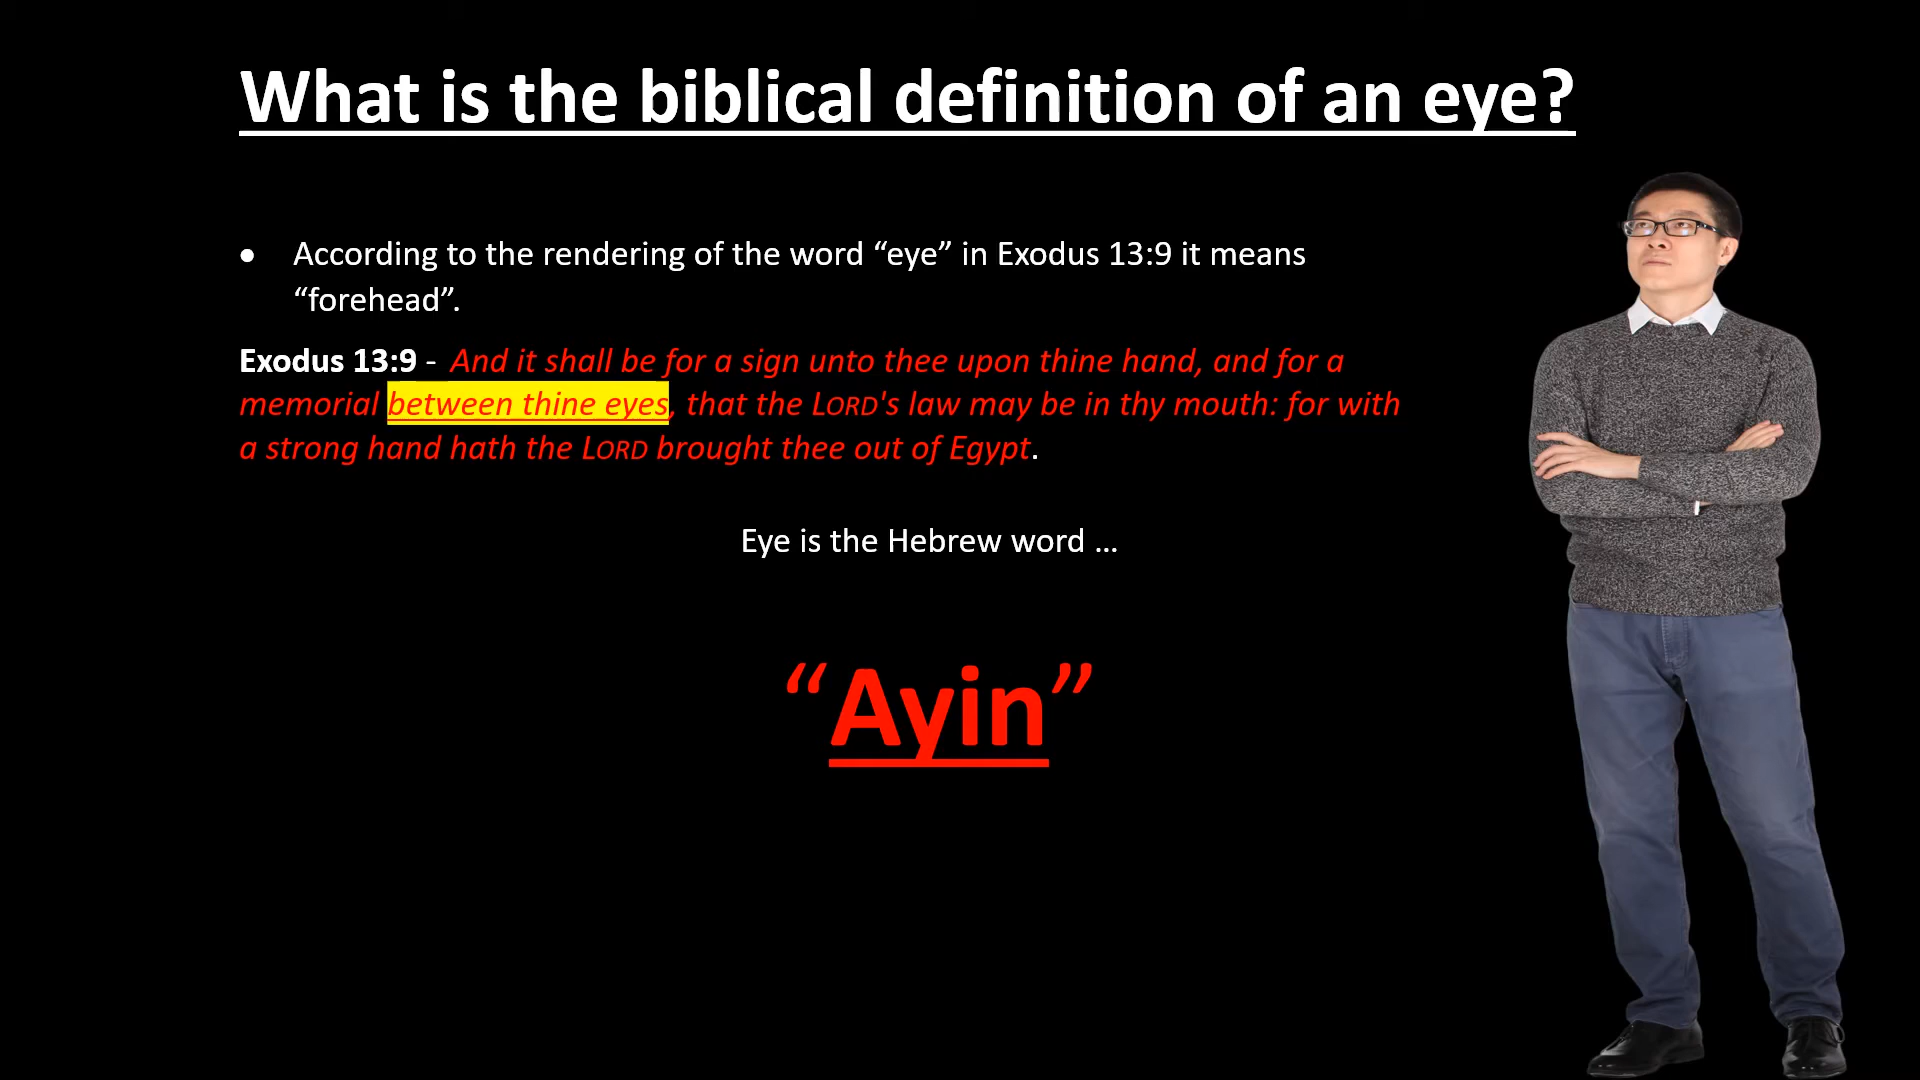 What is the biblical definition of an eye?
• According to the rendering of the word “eye” in Exodus 13:9 it means
“forehead”.
Exodus 13:9 - And it shall be for a sign unto thee upon thine hand, and for a
memorial between thine eyes, that the LORD's law may be in thy mouth: for with
a strong hand hath the LORD brought thee out of Egypt.
Eye is the Hebrew word …
“Ayin”